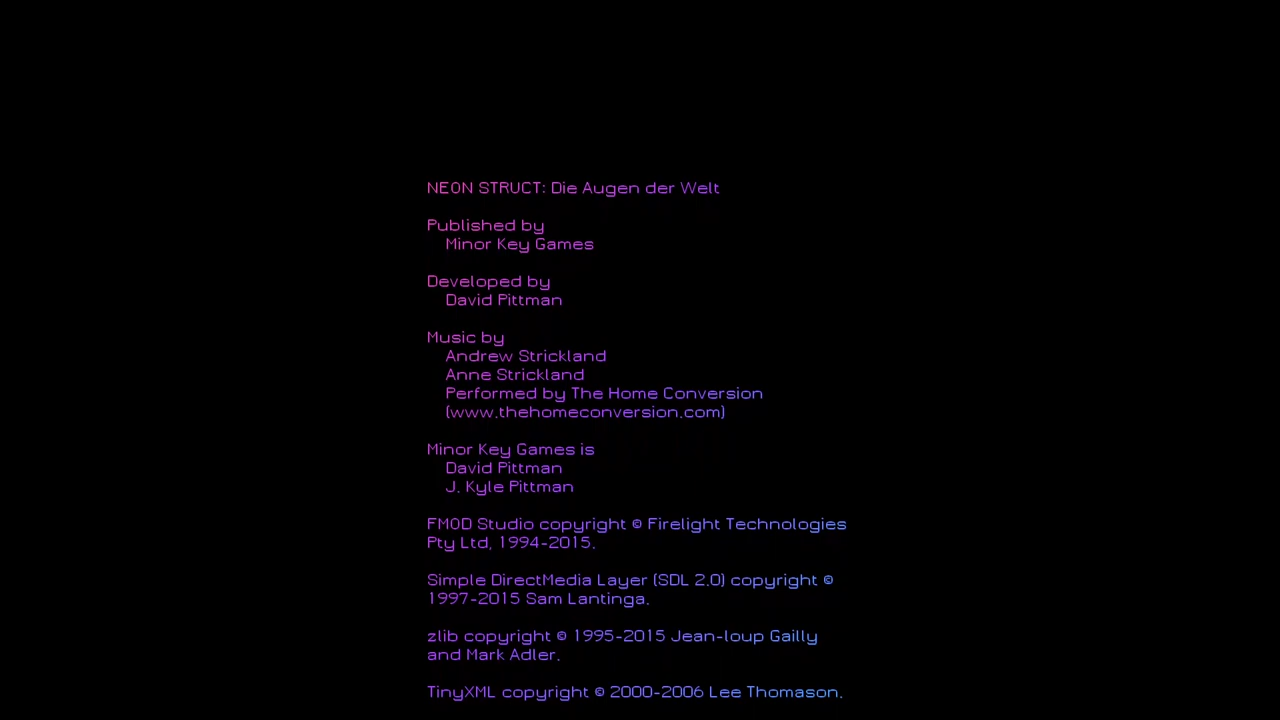 NEON STRUCT: Die Augen der Welt
Published by
Minor Key Games
Developed by
David Pittman
Music by
Andrew Strickland
Anne Strickland
Performed by The Home Conversion
(www.thehomeconversion.com)
Minor Key Games is
David Pittman
J. Kyle Pittman
FMOD Studio copyright © Firelight Technologies
Pty Ltd, 1994-2015.
Simple DirectMedia Layer (SDL 2.0) copyright ©
1997-2015 Sam Lantinga.
zlib copyright © 1995-2015 Jean-loup Gailly
and Mark Adler.
TinyXML copyright © 2000-2006 Lee Thomason.